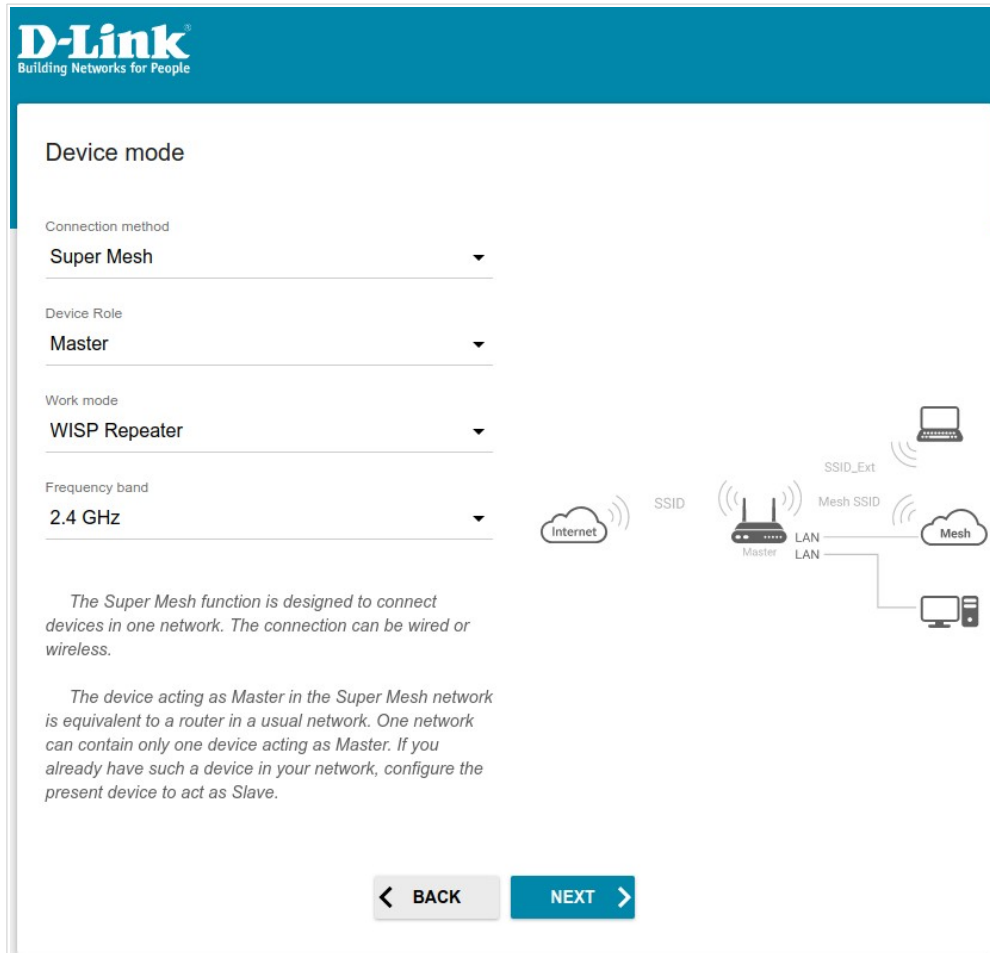 D-Link®
Building Networks for People
Device mode
Connection method
Super Mesh
Device Role
Master
Work mode
WISP Repeater
Frequency band
2.4 GHz
Internet
SSID
Master
SSID_Ext
Mesh SSID
LAN
LAN
Mesh
The Super Mesh function is designed to connect
devices in one network. The connection can be wired or
wireless.
The device acting as Master in the Super Mesh network
is equivalent to a router in a usual network. One network
can contain only one device acting as Master. If you
already have such a device in your network, configure the
present device to act as Slave.
BACK
NEXT